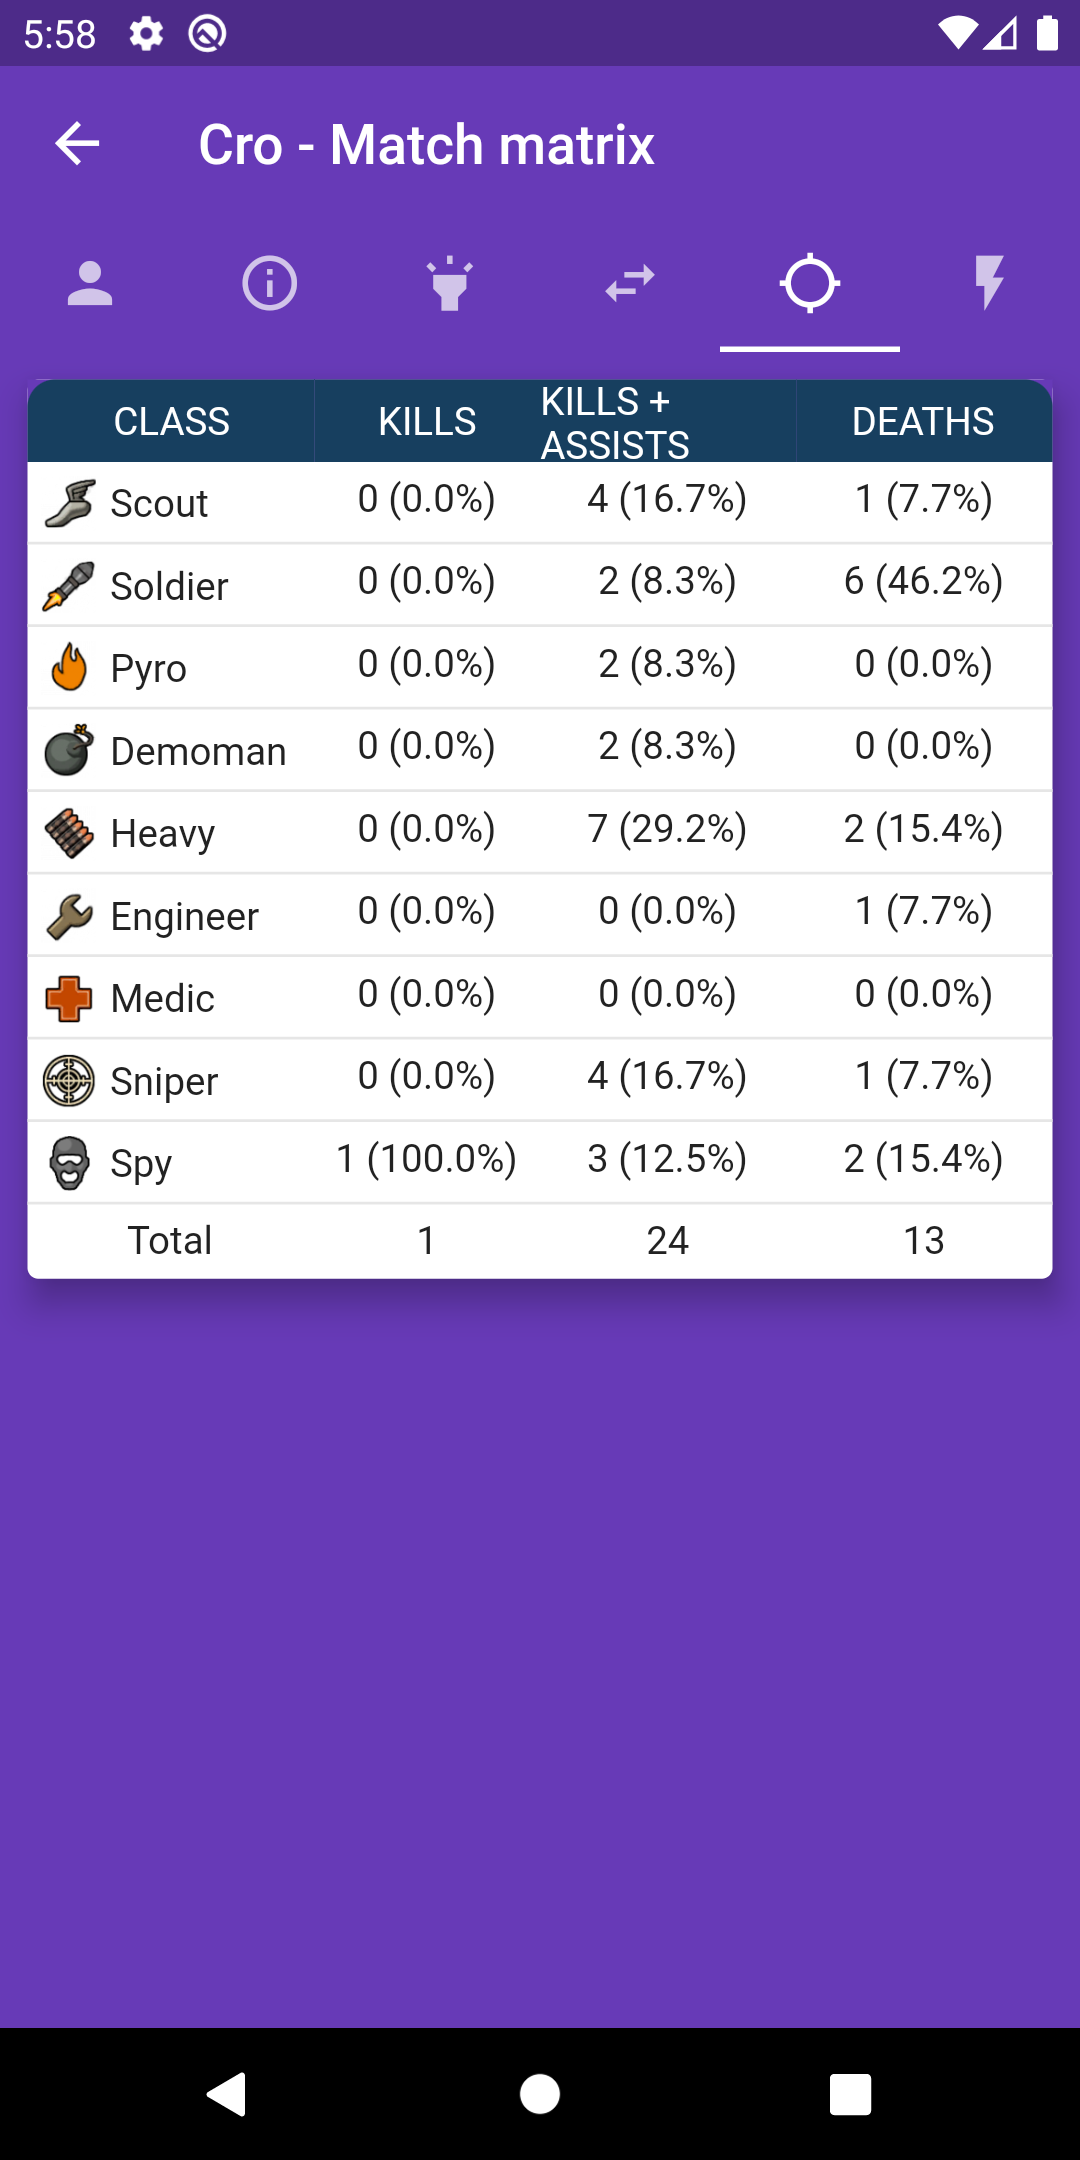 5:58
Cro - Match matrix
CLASS KILLS KILLS + ASSISTS DEATHS
Scout 0 (0.0%) 4 (16.7%) 1 (7.7%)
Soldier 0 (0.0%) 2 (8.3%) 6 (46.2%)
Pyro 0 (0.0%) 2 (8.3%) 0 (0.0%)
Demoman 0 (0.0%) 2 (8.3%) 0 (0.0%)
Heavy 0 (0.0%) 7 (29.2%) 2 (15.4%)
Engineer 0 (0.0%) 0 (0.0%) 1 (7.7%)
Medic 0 (0.0%) 0 (0.0%) 0 (0.0%)
Sniper 0 (0.0%) 4 (16.7%) 1 (7.7%)
Spy 1 (100.0%) 3 (12.5%) 2 (15.4%)
Total 1 24 13